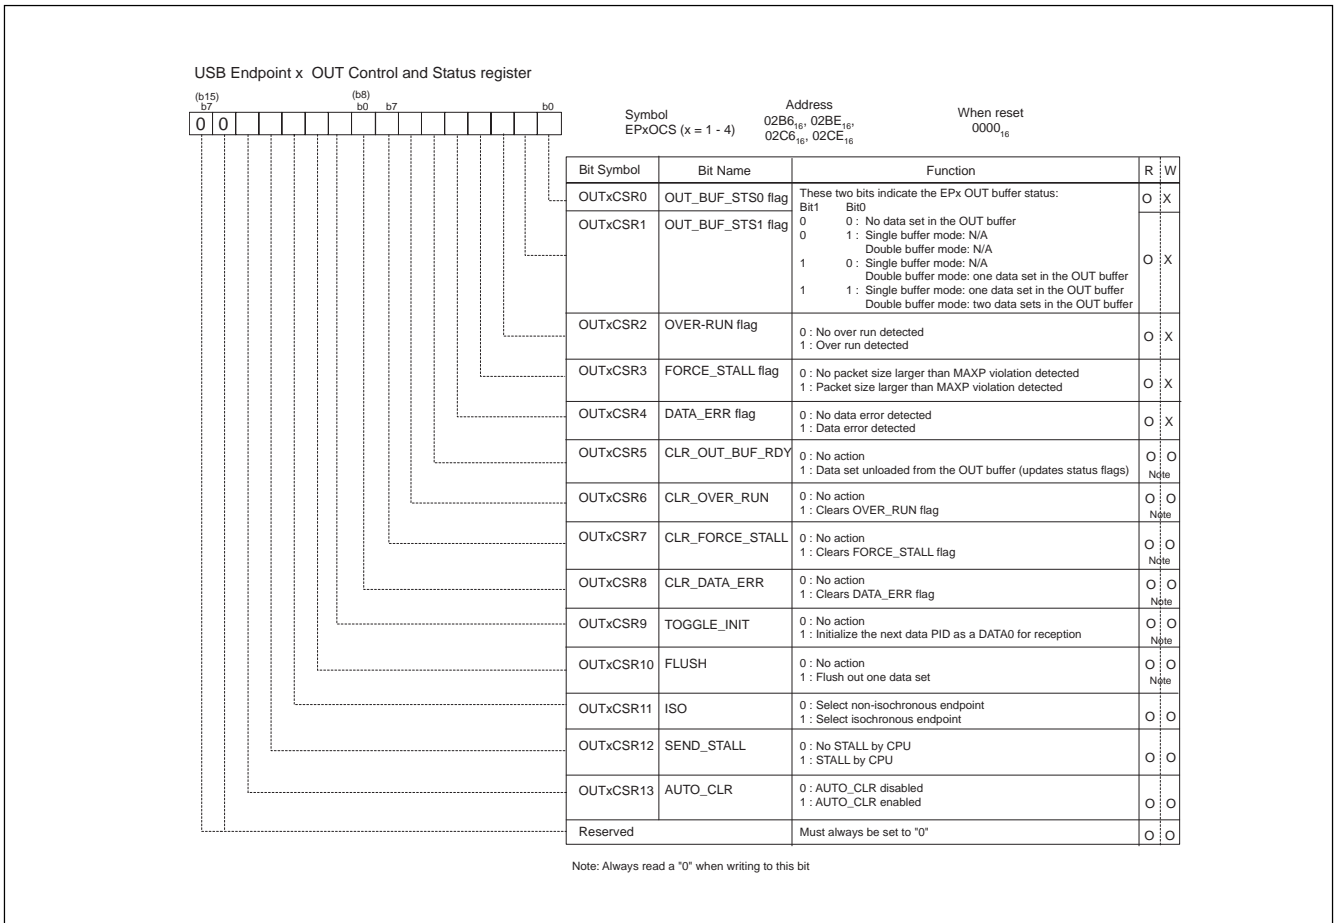 USB Endpoint x OUT Control and Status register
(b15) (b8)
b7 b0 b7 b0
0 0
Symbol Address When reset
EPxOCS (x = 1 - 4) 02B6₁₆, 02BE₁₆, 0000₁₆
02C6₁₆, 02CE₁₆
Bit Symbol Bit Name Function R W
OUTxCSR0 OUT_BUF_STS0 flag These two bits indicate the EPx OUT buffer status: O X
Bit1 Bit0
OUTxCSR1 OUT_BUF_STS1 flag 0 0 : No data set in the OUT buffer
0 1 : Single buffer mode: N/A
Double buffer mode: N/A
1 0 : Single buffer mode: N/A O X
Double buffer mode: one data set in the OUT buffer
1 1 : Single buffer mode: one data set in the OUT buffer
Double buffer mode: two data sets in the OUT buffer
OUTxCSR2 OVER-RUN flag 0 : No over run detected O X
1 : Over run detected
OUTxCSR3 FORCE_STALL flag 0 : No packet size larger than MAXP violation detected O X
1 : Packet size larger than MAXP violation detected
OUTxCSR4 DATA_ERR flag 0 : No data error detected O X
1 : Data error detected
OUTxCSR5 CLR_OUT_BUF_RDY 0 : No action O O
1 : Data set unloaded from the OUT buffer (updates status flags) Note
OUTxCSR6 CLR_OVER_RUN 0 : No action O O
1 : Clears OVER_RUN flag Note
OUTxCSR7 CLR_FORCE_STALL 0 : No action O O
1 : Clears FORCE_STALL flag Note
OUTxCSR8 CLR_DATA_ERR 0 : No action O O
1 : Clears DATA_ERR flag Note
OUTxCSR9 TOGGLE_INIT 0 : No action O O
1 : Initialize the next data PID as a DATA0 for reception Note
OUTxCSR10 FLUSH 0 : No action O O
1 : Flush out one data set Note
OUTxCSR11 ISO 0 : Select non-isochronous endpoint O O
1 : Select isochronous endpoint
OUTxCSR12 SEND_STALL 0 : No STALL by CPU O O
1 : STALL by CPU
OUTxCSR13 AUTO_CLR 0 : AUTO_CLR disabled O O
1 : AUTO_CLR enabled
Reserved Must always be set to "0" O O
Note: Always read a "0" when writing to this bit